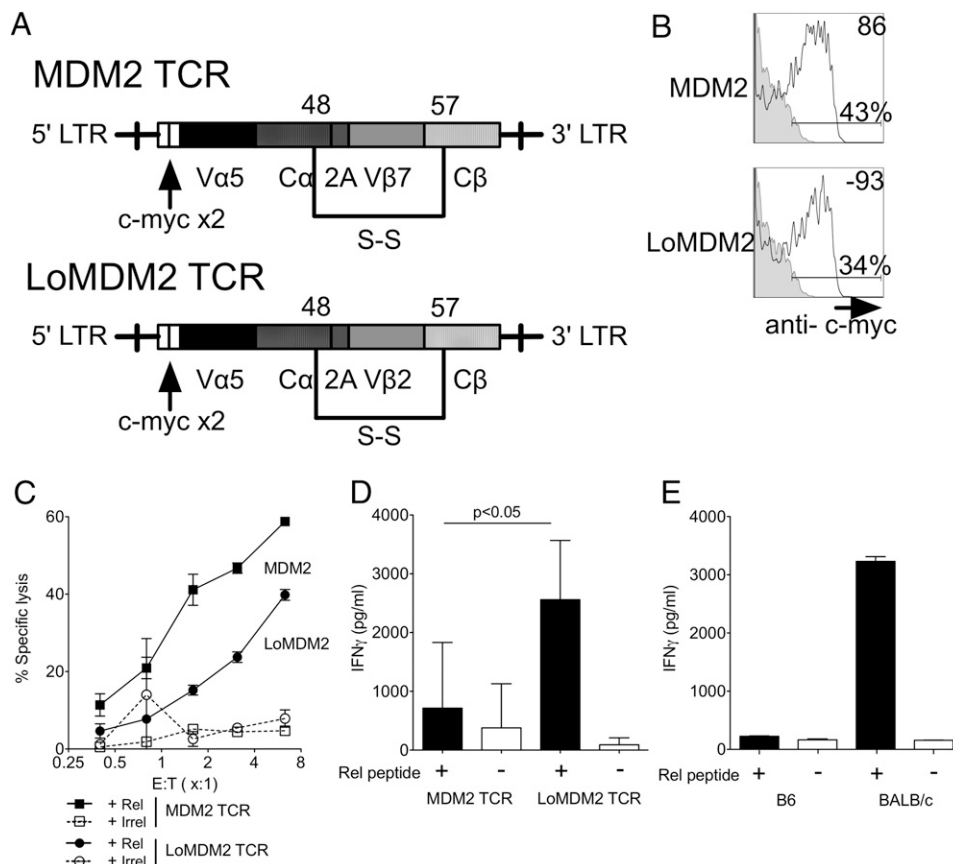 A
MDM2 TCR
48 57
5' LTR 3' LTR
Vα5 Cα 2A Vβ7 Cβ
c-myc x2
S-S
LoMDM2 TCR
48 57
5' LTR 3' LTR
Vα5 Cα 2A Vβ2 Cβ
c-myc x2
S-S
B
86
MDM2
43%
-93
LoMDM2
34%
anti- c-myc
C
% Specific lysis
60
40
20
0
MDM2
LoMDM2
0.25 0.5 1 2 4 8
E:T ( x:1)
+ Rel
+ Irrel
MDM2 TCR
+ Rel
+ Irrel
LoMDM2 TCR
D
p<0.05
IFNγ (pg/ml)
4000
3000
2000
1000
0
Rel peptide + - + -
MDM2 TCR LoMDM2 TCR
E
IFNγ (pg/ml)
4000
3000
2000
1000
0
Rel peptide + - + -
B6 BALB/c